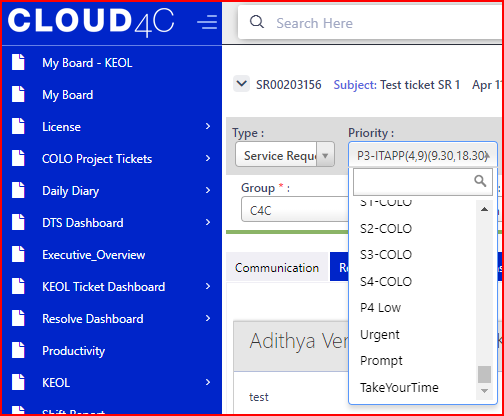 CLOUD4C
Search Here
My Board - KEOL
My Board
License
COLO Project Tickets
Daily Diary
DTS Dashboard
Executive_Overview
KEOL Ticket Dashboard
Resolve Dashboard
Productivity
KEOL
Shift Report
SR00203156 Subject: Test ticket SR 1 Apr 1
Type : Priority :
Service Requ P3-ITAPP(4,9)(9.30,18.30)
Group * :
C4C
S1-COLO
S2-COLO
S3-COLO
S4-COLO
P4 Low
Urgent
Prompt
TakeYourTime
Communication
Adithya Ver
test